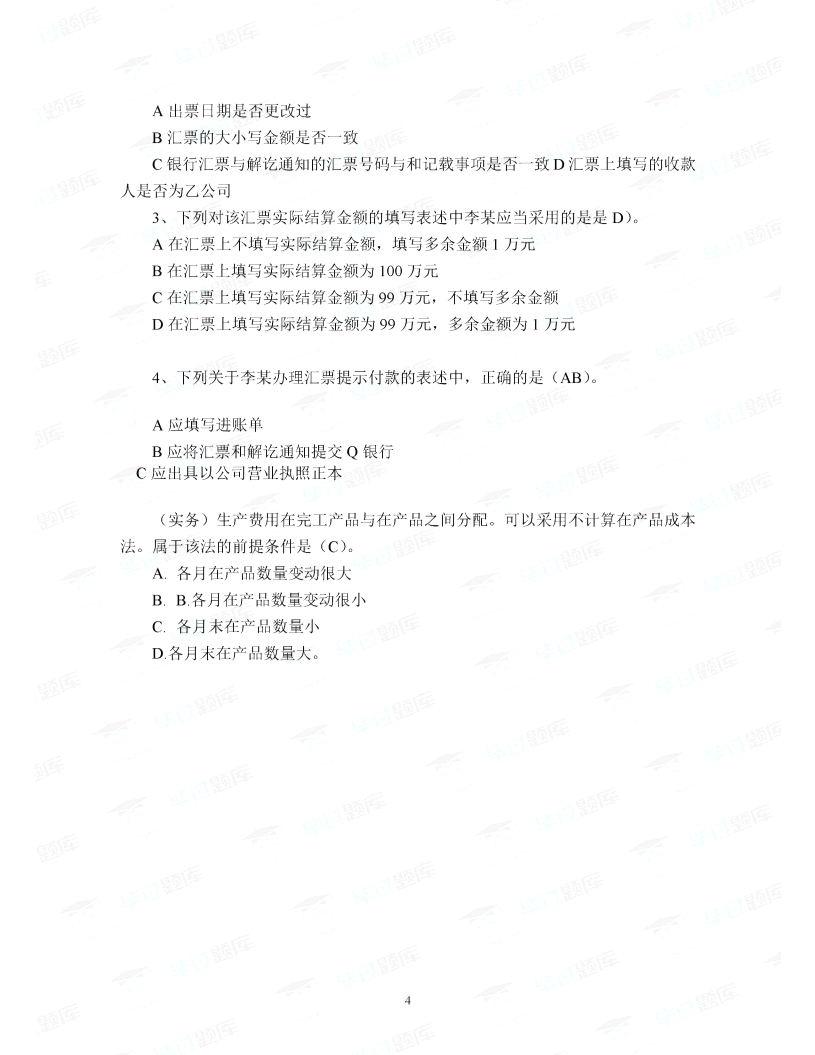 A 出票日期是否更改过
B 汇票的大小写金额是否一致
C 银行汇票与解讫通知的汇票号码与和记载事项是否一致 D 汇票上填写的收款
人是否为乙公司
3、下列对该汇票实际结算金额的填写表述中李某应当采用的是是 D）。
A 在汇票上不填写实际结算金额，填写多余金额 1 万元
B 在汇票上填写实际结算金额为 100 万元
C 在汇票上填写实际结算金额为 99 万元，不填写多余金额
D 在汇票上填写实际结算金额为 99 万元，多余金额为 1 万元
4、下列关于李某办理汇票提示付款的表述中，正确的是（AB）。
A 应填写进账单
B 应将汇票和解讫通知提交 Q 银行
C 应出具以公司营业执照正本
（实务）生产费用在完工产品与在产品之间分配。可以采用不计算在产品成本
法。属于该法的前提条件是（C）。
A. 各月在产品数量变动很大
B. B.各月在产品数量变动很小
C. 各月末在产品数量小
D.各月末在产品数量大。
4